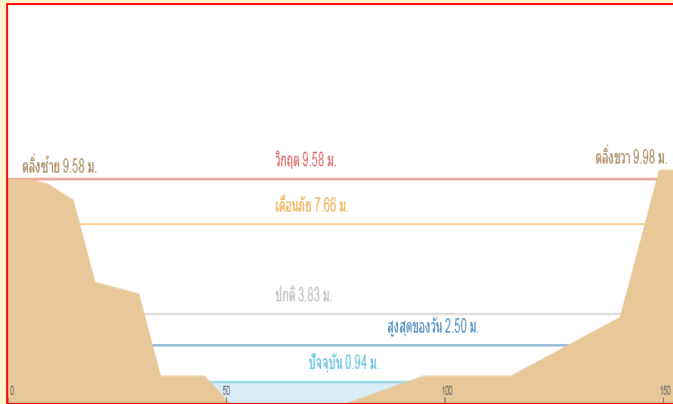 วิกฤต 9.58 ม.
ตลิ่งซ้าย 9.58 ม.
ตลิ่งขวา 9.98 ม.
เตือนภัย 7.66 ม.
ปกติ 3.83 ม.
สูงสุดของวัน 2.50 ม.
ปัจจุบัน 0.94 ม.
0 50 100 150